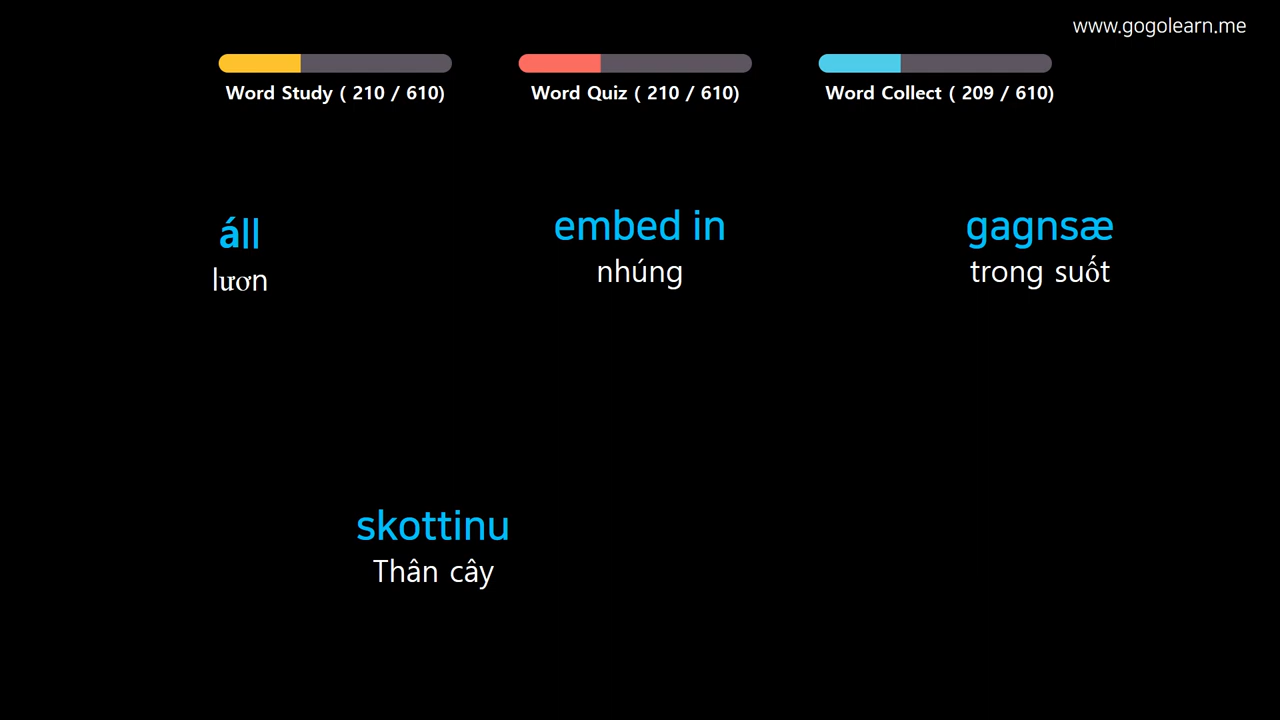 www.gogolearn.me
Word Study ( 210 / 610)
Word Quiz ( 210 / 610)
Word Collect ( 209 / 610)
áll
lươn
embed in
nhúng
gagnsæ
trong suốt
skottinu
Thân cây